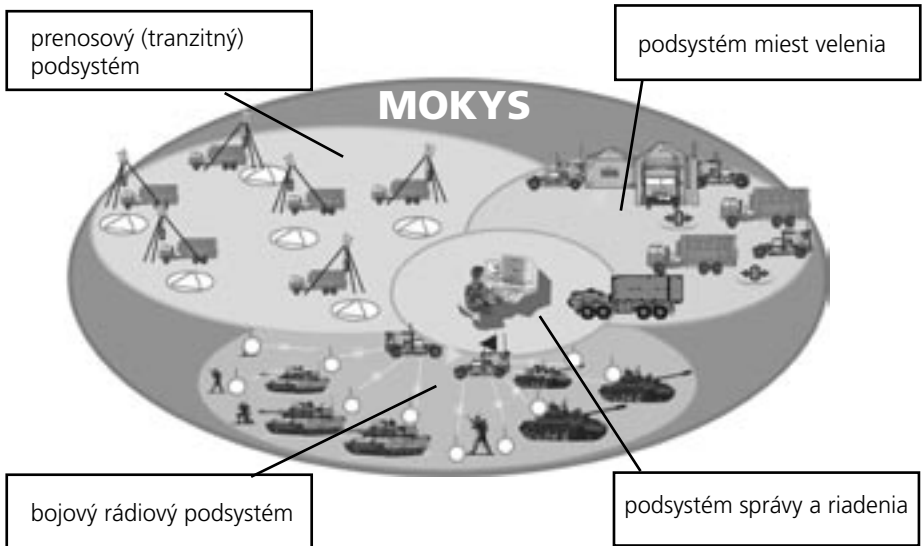 prenosový (tranzitný)
podsystém
podsystém miest velenia
MOKYS
bojový rádiový podsystém
podsystém správy a riadenia